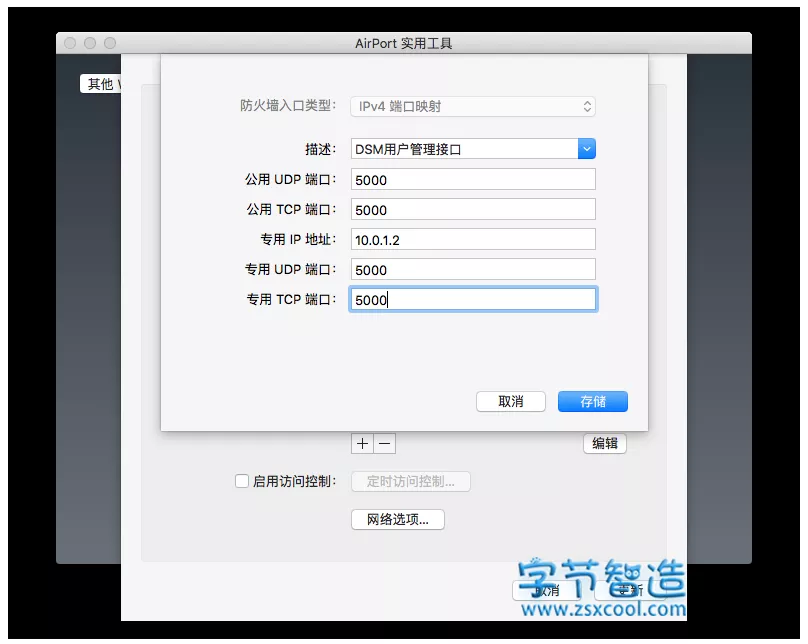 AirPort 实用工具
其他 W
防火墙入口类型： IPv4 端口映射
描述： DSM用户管理接口
公用 UDP 端口： 5000
公用 TCP 端口： 5000
专用 IP 地址： 10.0.1.2
专用 UDP 端口： 5000
专用 TCP 端口： 5000
取消 存储
+ − 编辑
启用访问控制： 定时访问控制...
网络选项...
取消 更新
字节智造
www.zsxcool.com